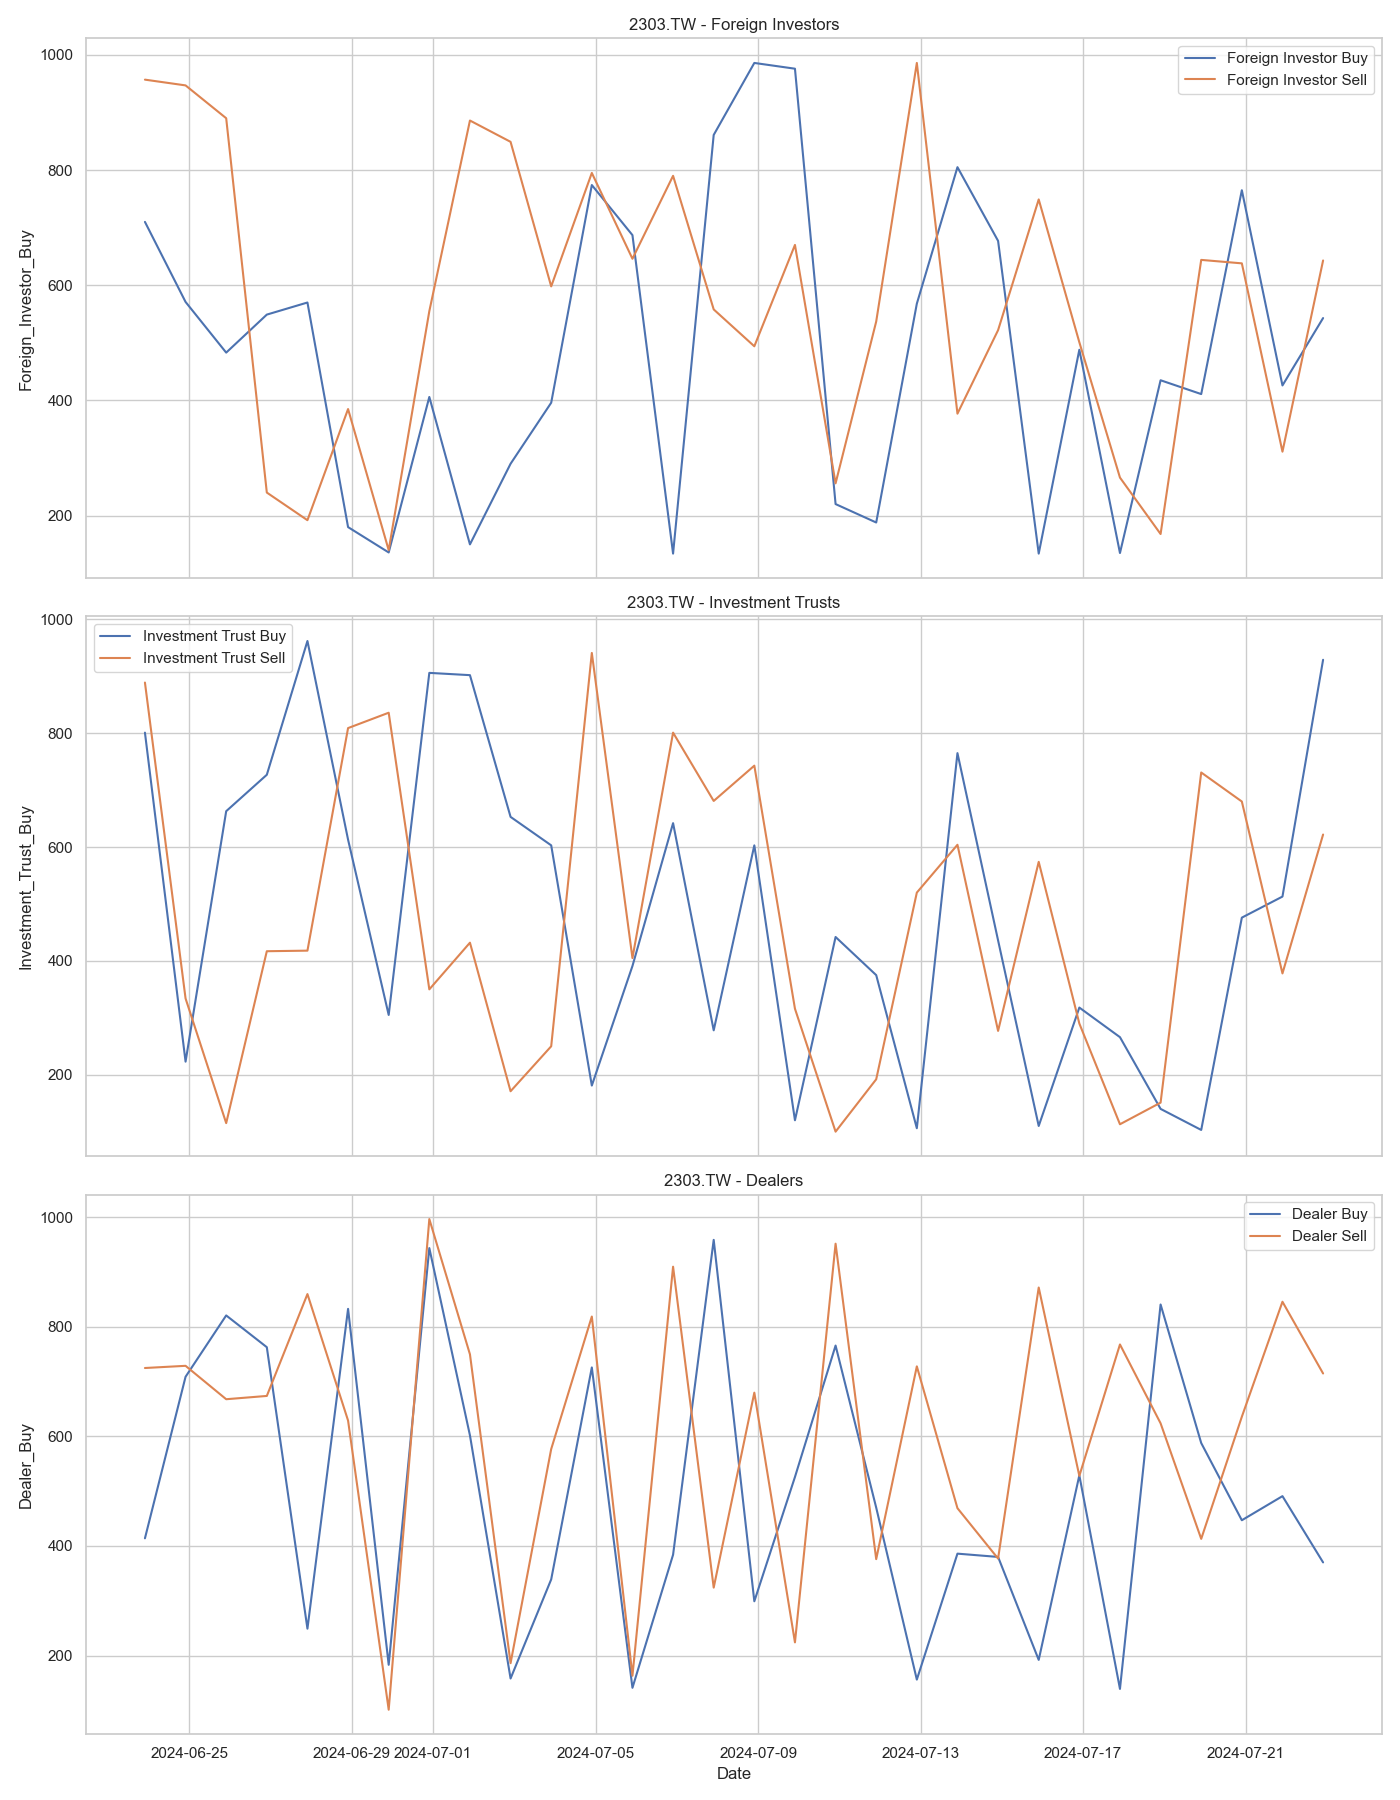 2303.TW - Foreign Investors
Foreign Investor Buy
Foreign Investor Sell
1000
800
600
400
200
Foreign_Investor_Buy
2303.TW - Investment Trusts
Investment Trust Buy
Investment Trust Sell
1000
800
600
400
200
Investment_Trust_Buy
2303.TW - Dealers
Dealer Buy
Dealer Sell
1000
800
600
400
200
Dealer_Buy
2024-06-25 2024-06-29 2024-07-01 2024-07-05 2024-07-09 2024-07-13 2024-07-17 2024-07-21
Date